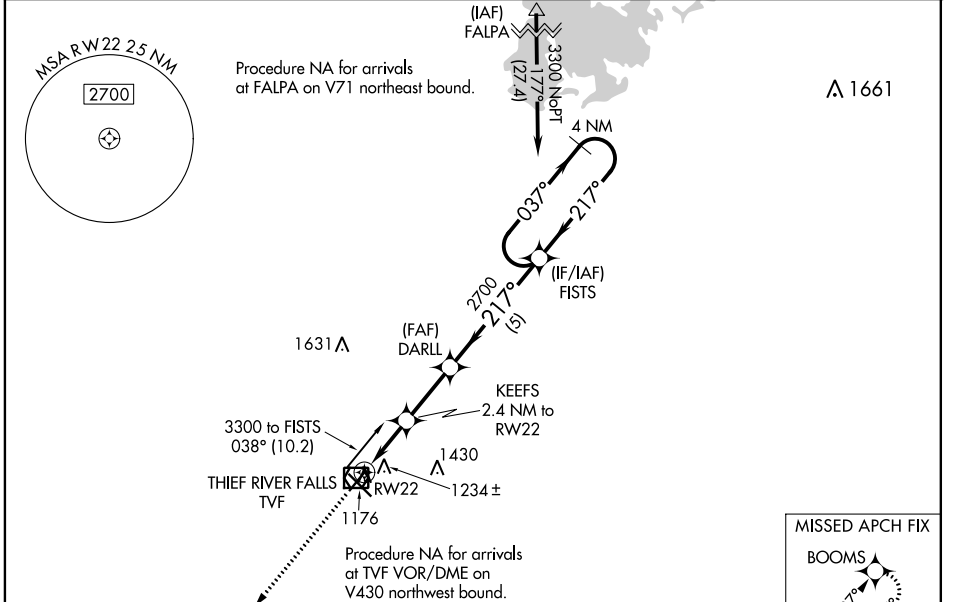 MSA RW22 25 NM
2700
Procedure NA for arrivals
at FALPA on V71 northeast bound.
(IAF)
FALPA
3300 NoPT
177°
(27.4)
1661
4 NM
037°
217°
(IF/IAF)
FISTS
2700
217°
(5)
(FAF)
DARLL
1631
KEEFS
2.4 NM to
RW22
3300 to FISTS
038° (10.2)
1430
THIEF RIVER FALLS
TVF
RW22
1234 ±
1176
Procedure NA for arrivals
at TVF VOR/DME on
V430 northwest bound.
MISSED APCH FIX
BOOMS